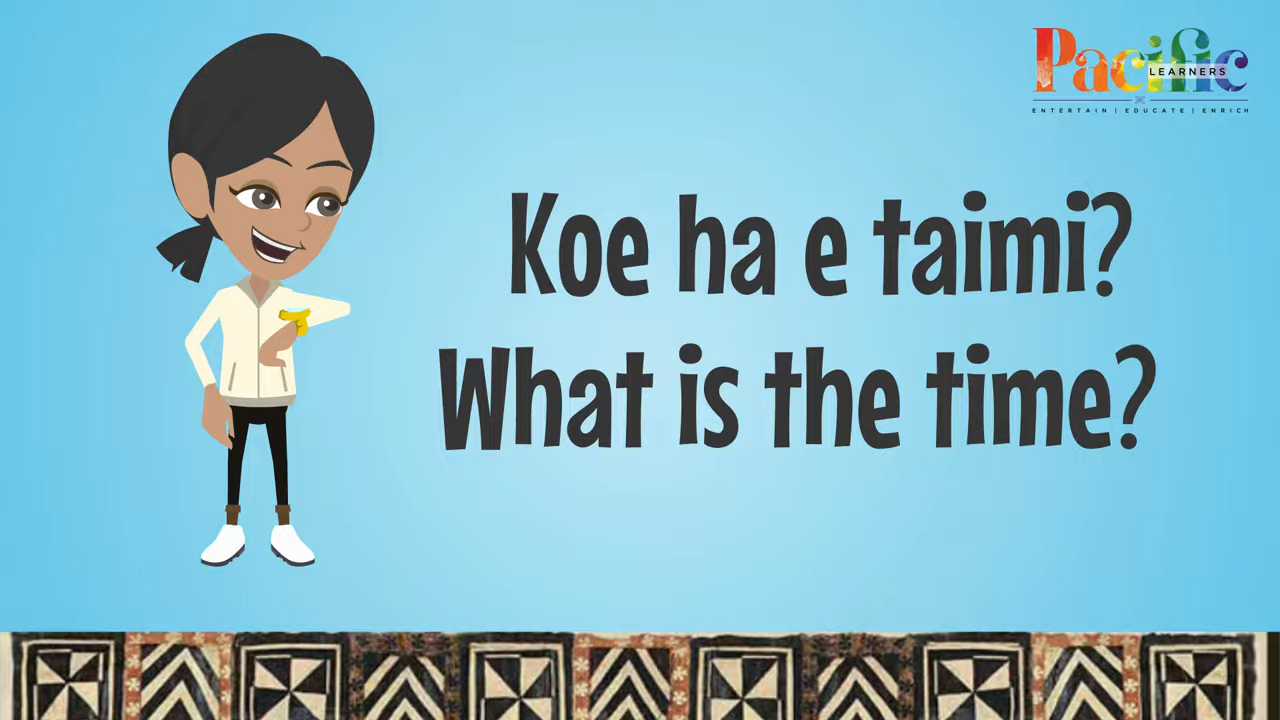 Pacific
LEARNERS
ENTERTAIN | EDUCATE | ENRICH
Koe ha e taimi?
What is the time?